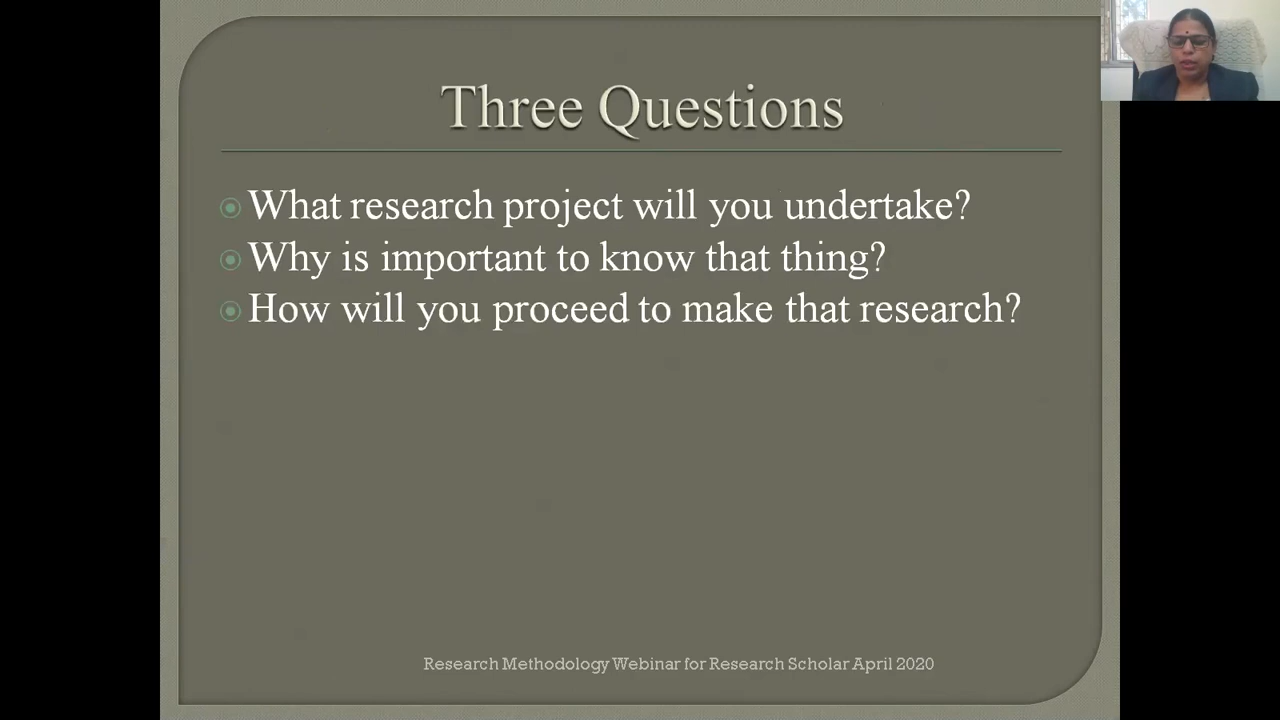 Three Questions
What research project will you undertake?
Why is important to know that thing?
How will you proceed to make that research?
Research Methodology Webinar for Research Scholar April 2020